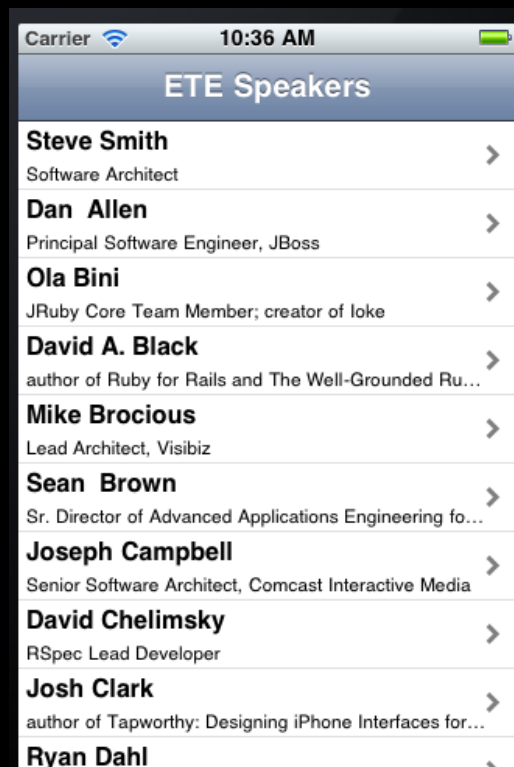 Carrier 10:36 AM
ETE Speakers
Steve Smith
Software Architect
Dan  Allen
Principal Software Engineer, JBoss
Ola Bini
JRuby Core Team Member; creator of Ioke
David A. Black
author of Ruby for Rails and The Well-Grounded Ru...
Mike Brocious
Lead Architect, Visibiz
Sean  Brown
Sr. Director of Advanced Applications Engineering fo...
Joseph Campbell
Senior Software Architect, Comcast Interactive Media
David Chelimsky
RSpec Lead Developer
Josh Clark
author of Tapworthy: Designing iPhone Interfaces for...
Ryan Dahl